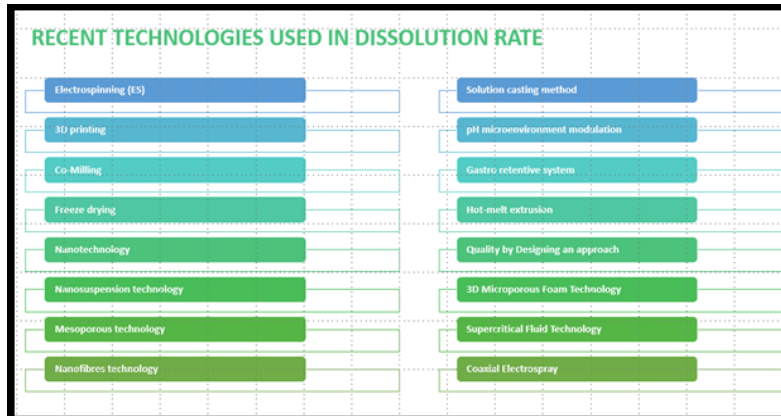 RECENT TECHNOLOGIES USED IN DISSOLUTION RATE
Electrospinning (ES)
3D printing
Co-Milling
Freeze drying
Nanotechnology
Nanosuspension technology
Mesoporous technology
Nanofibres technology
Solution casting method
pH microenvironment modulation
Gastro retentive system
Hot-melt extrusion
Quality by Designing an approach
3D Microporous Foam Technology
Supercritical Fluid Technology
Coaxial Electrospray